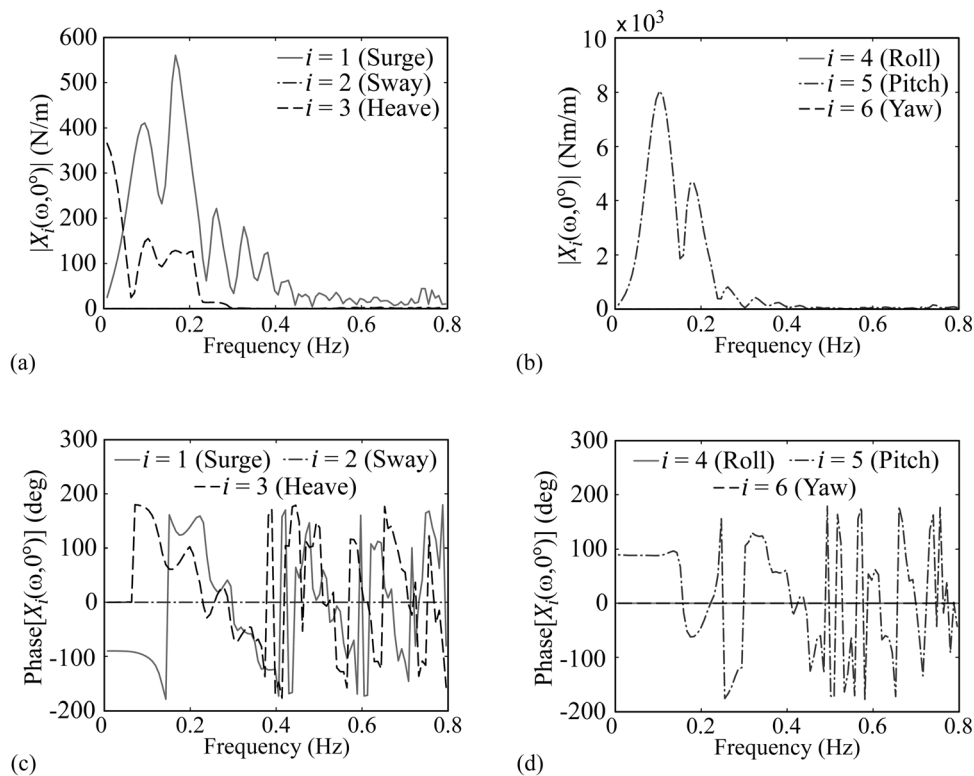 600
500
400
300
200
100
0
|Xi(ω,0°)| (N/m)
i = 1 (Surge)
i = 2 (Sway)
i = 3 (Heave)
0 0.2 0.4 0.6 0.8
Frequency (Hz)
(a)
×10³
10
8
6
4
2
0
|Xi(ω,0°)| (Nm/m)
i = 4 (Roll)
i = 5 (Pitch)
i = 6 (Yaw)
0 0.2 0.4 0.6 0.8
Frequency (Hz)
(b)
300
200
100
0
-100
-200
Phase[Xi(ω,0°)] (deg)
i = 1 (Surge) i = 2 (Sway)
i = 3 (Heave)
0 0.2 0.4 0.6 0.8
Frequency (Hz)
(c)
300
200
100
0
-100
-200
Phase[Xi(ω,0°)] (deg)
i = 4 (Roll) i = 5 (Pitch)
i = 6 (Yaw)
0 0.2 0.4 0.6 0.8
Frequency (Hz)
(d)